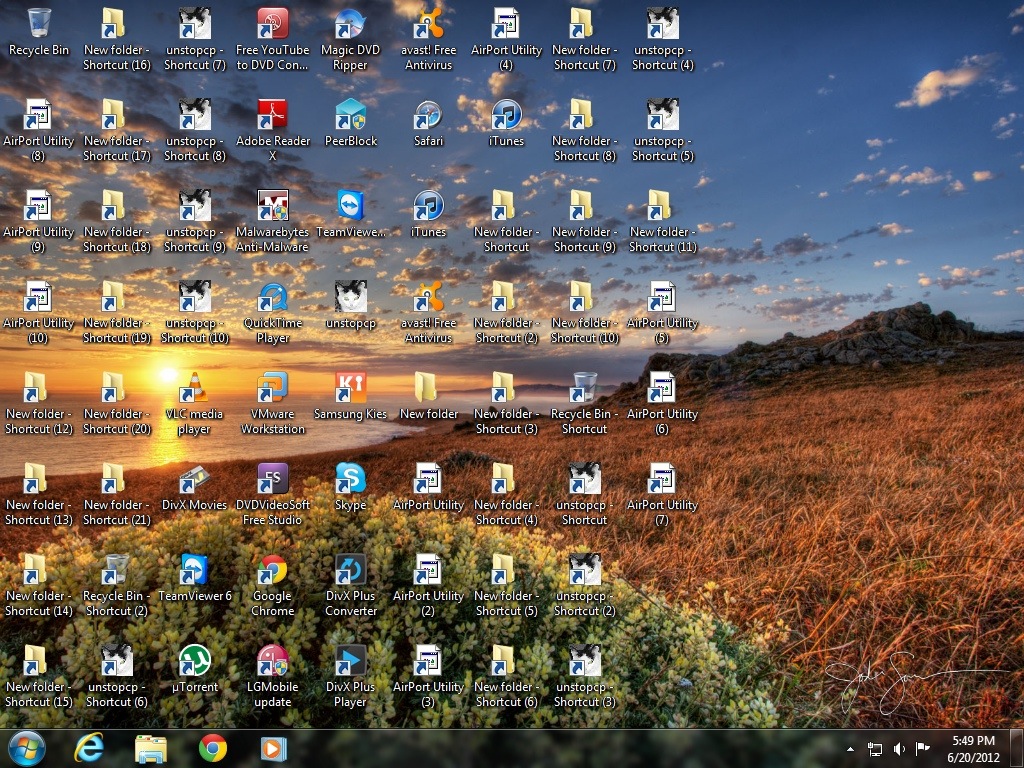 Recycle Bin
New folder -
Shortcut (16)
unstopcp -
Shortcut (7)
Free YouTube
to DVD Con...
Magic DVD
Ripper
avast! Free
Antivirus
AirPort Utility
(4)
New folder -
Shortcut (7)
unstopcp -
Shortcut (4)
AirPort Utility
(8)
New folder -
Shortcut (17)
unstopcp -
Shortcut (8)
Adobe Reader
X
PeerBlock
Safari
iTunes
New folder -
Shortcut (8)
unstopcp -
Shortcut (5)
AirPort Utility
(9)
New folder -
Shortcut (18)
unstopcp -
Shortcut (9)
Malwarebytes
Anti-Malware
TeamViewe...
iTunes
New folder -
Shortcut
New folder -
Shortcut (9)
New folder -
Shortcut (11)
AirPort Utility
(10)
New folder -
Shortcut (19)
unstopcp -
Shortcut (10)
QuickTime
Player
unstopcp
avast! Free
Antivirus
New folder -
Shortcut (2)
New folder -
Shortcut (10)
AirPort Utility
(5)
New folder -
Shortcut (12)
New folder -
Shortcut (20)
VLC media
player
VMware
Workstation
Samsung Kies
New folder
New folder -
Shortcut (3)
Recycle Bin -
Shortcut
AirPort Utility
(6)
New folder -
Shortcut (13)
New folder -
Shortcut (21)
DivX Movies
DVDVideoSoft
Free Studio
Skype
AirPort Utility
New folder -
Shortcut (4)
unstopcp -
Shortcut
AirPort Utility
(7)
New folder -
Shortcut (14)
Recycle Bin -
Shortcut (2)
TeamViewer 6
Google
Chrome
DivX Plus
Converter
AirPort Utility
(2)
New folder -
Shortcut (5)
unstopcp -
Shortcut (2)
New folder -
Shortcut (15)
unstopcp -
Shortcut (6)
µTorrent
LGMobile
update
DivX Plus
Player
AirPort Utility
(3)
New folder -
Shortcut (6)
unstopcp -
Shortcut (3)
5:49 PM
6/20/2012